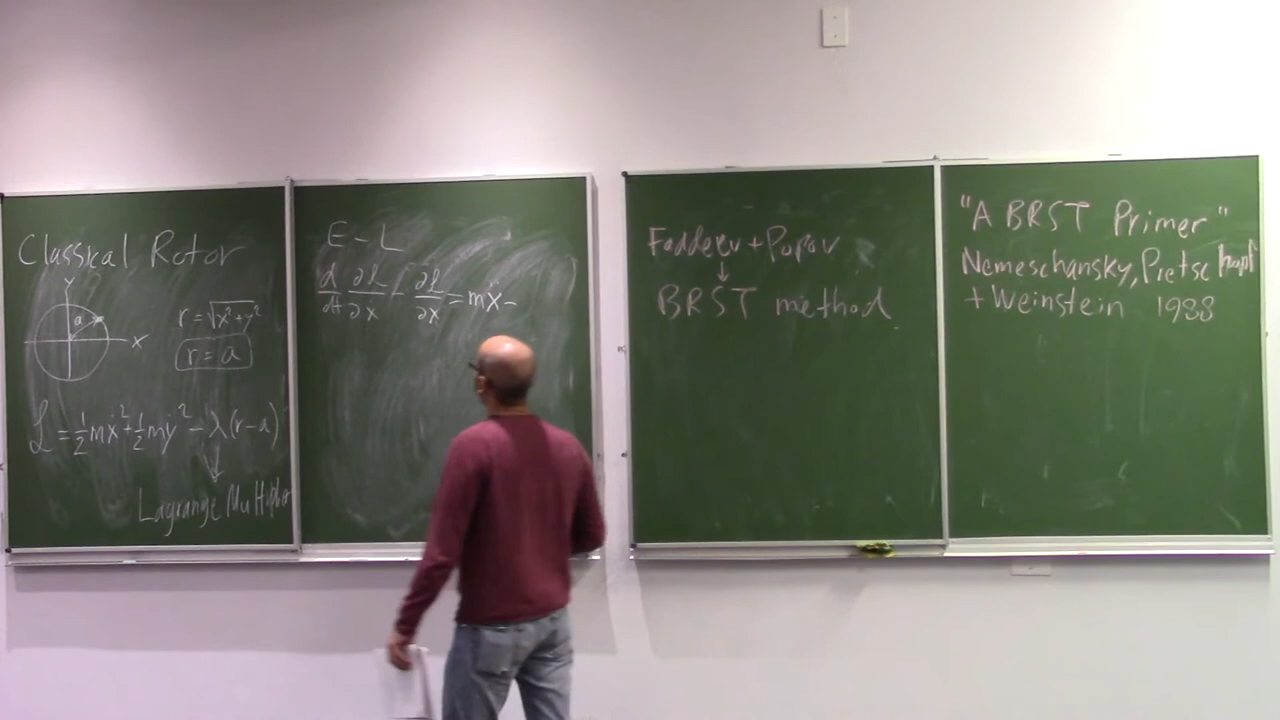 Classical Rotor
y
a
x
r = √x²+y²
r = a
ℒ = ½mẋ² + ½mẏ² − λ(r−a)
↓
Lagrange Multiplier
E-L
d/dt ∂ℒ/∂ẋ − ∂ℒ/∂x = mẍ −
Faddeev + Popov
↓
BRST method
"A BRST Primer"
Nemeschansky, Pietschapf
+ Weinstein 1988